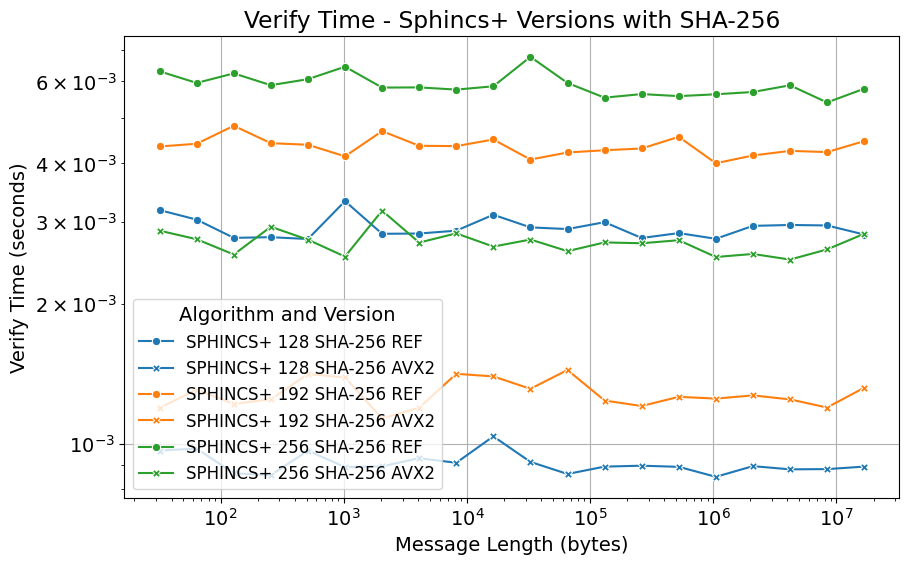 Verify Time - Sphincs+ Versions with SHA-256
Verify Time (seconds)
6 × 10⁻³
4 × 10⁻³
3 × 10⁻³
2 × 10⁻³
10⁻³
Algorithm and Version
SPHINCS+ 128 SHA-256 REF
SPHINCS+ 128 SHA-256 AVX2
SPHINCS+ 192 SHA-256 REF
SPHINCS+ 192 SHA-256 AVX2
SPHINCS+ 256 SHA-256 REF
SPHINCS+ 256 SHA-256 AVX2
10² 10³ 10⁴ 10⁵ 10⁶ 10⁷
Message Length (bytes)